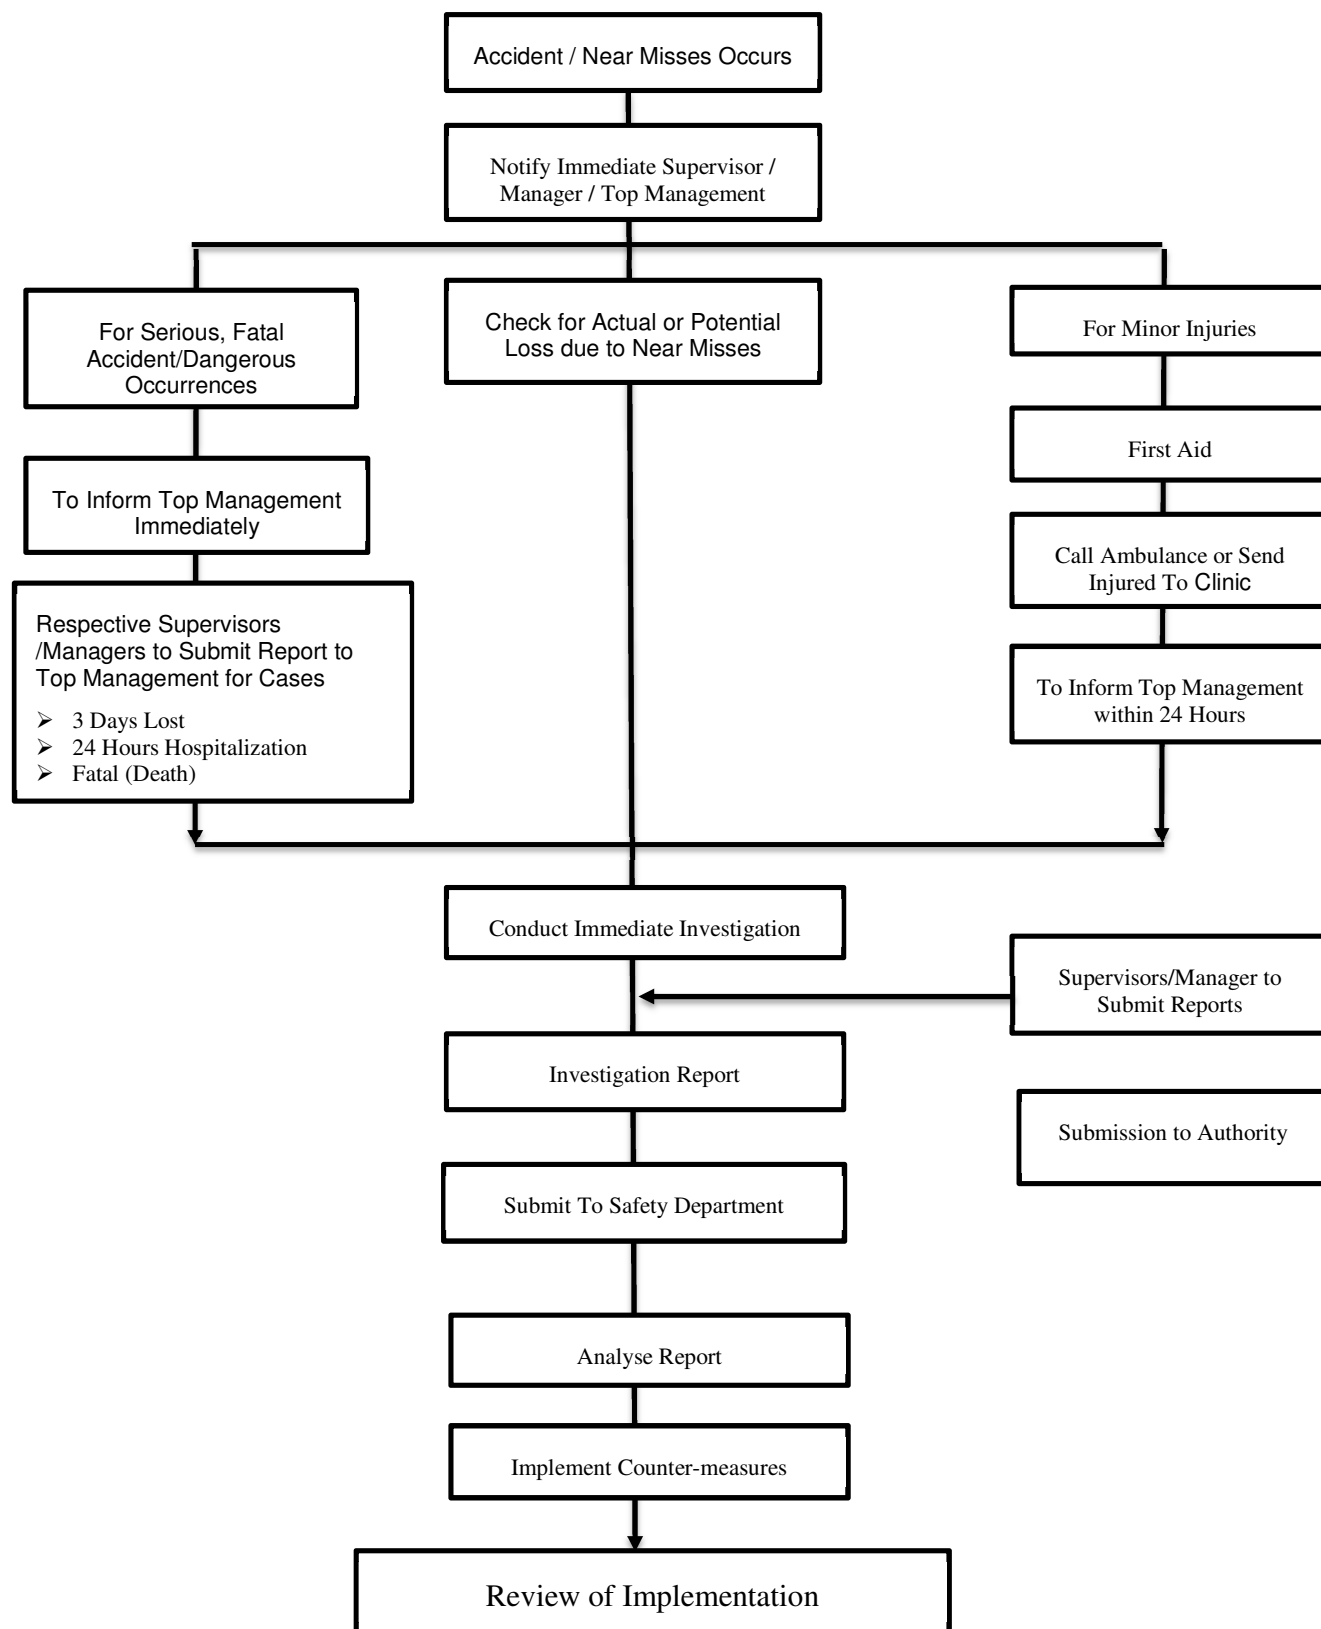 Accident / Near Misses Occurs
Notify Immediate Supervisor /
Manager / Top Management
For Serious, Fatal
Accident/Dangerous
Occurrences
Check for Actual or Potential
Loss due to Near Misses
For Minor Injuries
First Aid
To Inform Top Management
Immediately
Call Ambulance or Send
Injured To Clinic
Respective Supervisors
/Managers to Submit Report to
Top Management for Cases
➢ 3 Days Lost
➢ 24 Hours Hospitalization
➢ Fatal (Death)
To Inform Top Management
within 24 Hours
Conduct Immediate Investigation
Supervisors/Manager to
Submit Reports
Investigation Report
Submission to Authority
Submit To Safety Department
Analyse Report
Implement Counter-measures
Review of Implementation